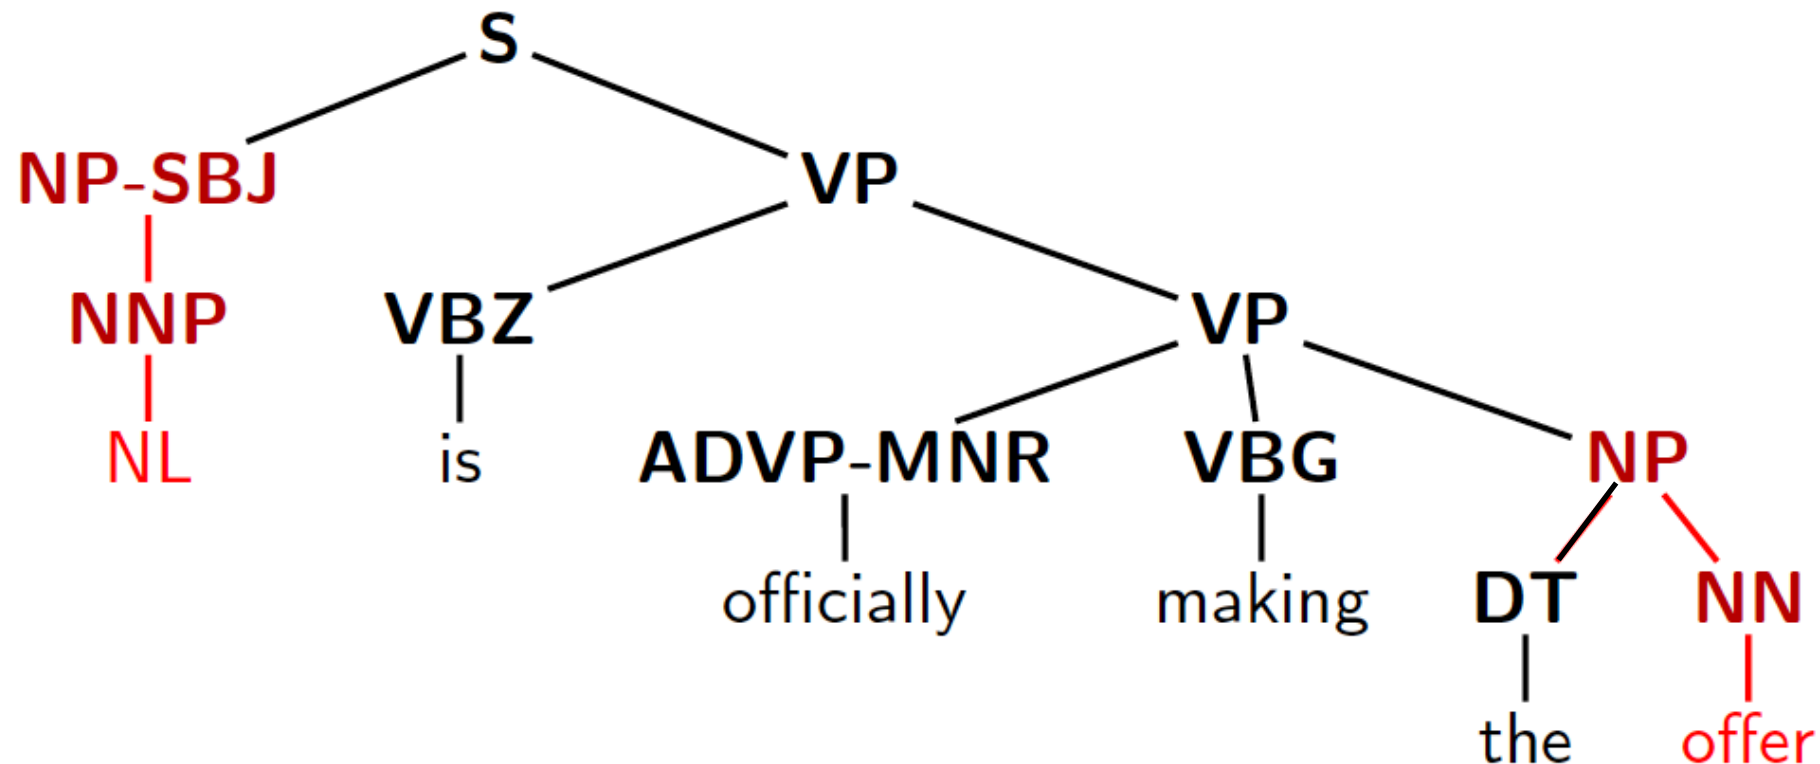 S
NP-SBJ VP
NNP VBZ VP
NL is ADVP-MNR VBG NP
officially making DT NN
the offer